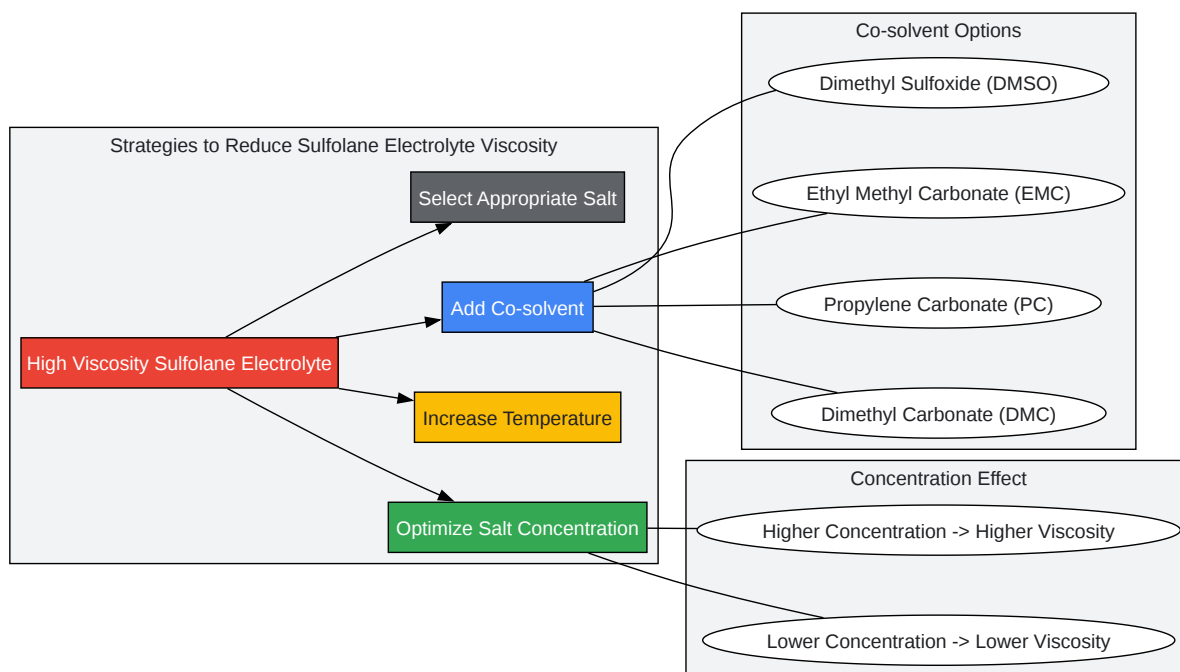 Strategies to Reduce Sulfolane Electrolyte Viscosity
High Viscosity Sulfolane Electrolyte
Select Appropriate Salt
Add Co-solvent
Increase Temperature
Optimize Salt Concentration
Co-solvent Options
Dimethyl Sulfoxide (DMSO)
Ethyl Methyl Carbonate (EMC)
Propylene Carbonate (PC)
Dimethyl Carbonate (DMC)
Concentration Effect
Higher Concentration -> Higher Viscosity
Lower Concentration -> Lower Viscosity